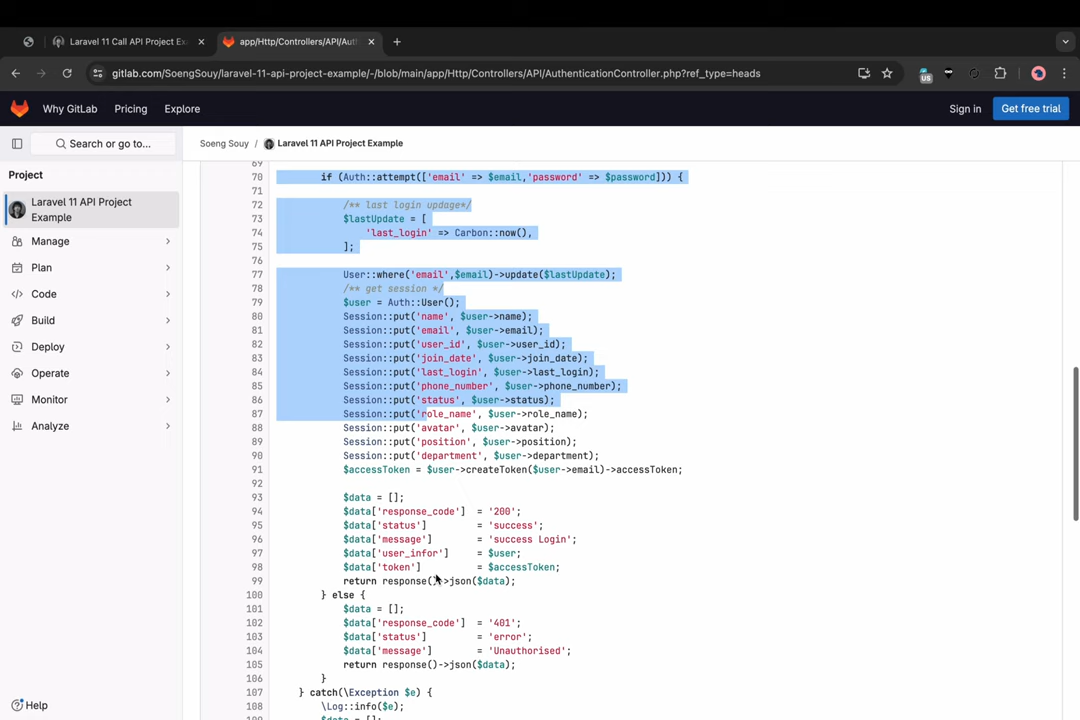 Laravel 11 Call API Project Exa
app/Http/Controllers/API/Auth
gitlab.com/SoengSouy/laravel-11-api-project-example/-/blob/main/app/Http/Controllers/API/AuthenticationController.php?ref_type=heads
US
Why GitLab
Pricing
Explore
Sign in
Get free trial
Search or go to...
Soeng Souy / Laravel 11 API Project Example
Project
Laravel 11 API Project
Example
Manage
Plan
Code
Build
Deploy
Operate
Monitor
Analyze
Help
69
70 if (Auth::attempt(['email' => $email,'password' => $password])) {
71
72 /** last login updage*/
73 $lastUpdate = [
74 'last_login' => Carbon::now(),
75 ];
76
77 User::where('email',$email)->update($lastUpdate);
78 /** get session */
79 $user = Auth::User();
80 Session::put('name', $user->name);
81 Session::put('email', $user->email);
82 Session::put('user_id', $user->user_id);
83 Session::put('join_date', $user->join_date);
84 Session::put('last_login', $user->last_login);
85 Session::put('phone_number', $user->phone_number);
86 Session::put('status', $user->status);
87 Session::put('role_name', $user->role_name);
88 Session::put('avatar', $user->avatar);
89 Session::put('position', $user->position);
90 Session::put('department', $user->department);
91 $accessToken = $user->createToken($user->email)->accessToken;
92
93 $data = [];
94 $data['response_code'] = '200';
95 $data['status'] = 'success';
96 $data['message'] = 'success Login';
97 $data['user_infor'] = $user;
98 $data['token'] = $accessToken;
99 return response()->json($data);
100 } else {
101 $data = [];
102 $data['response_code'] = '401';
103 $data['status'] = 'error';
104 $data['message'] = 'Unauthorised';
105 return response()->json($data);
106 }
107 } catch(\Exception $e) {
108 \Log::info($e);
109 $data = [];